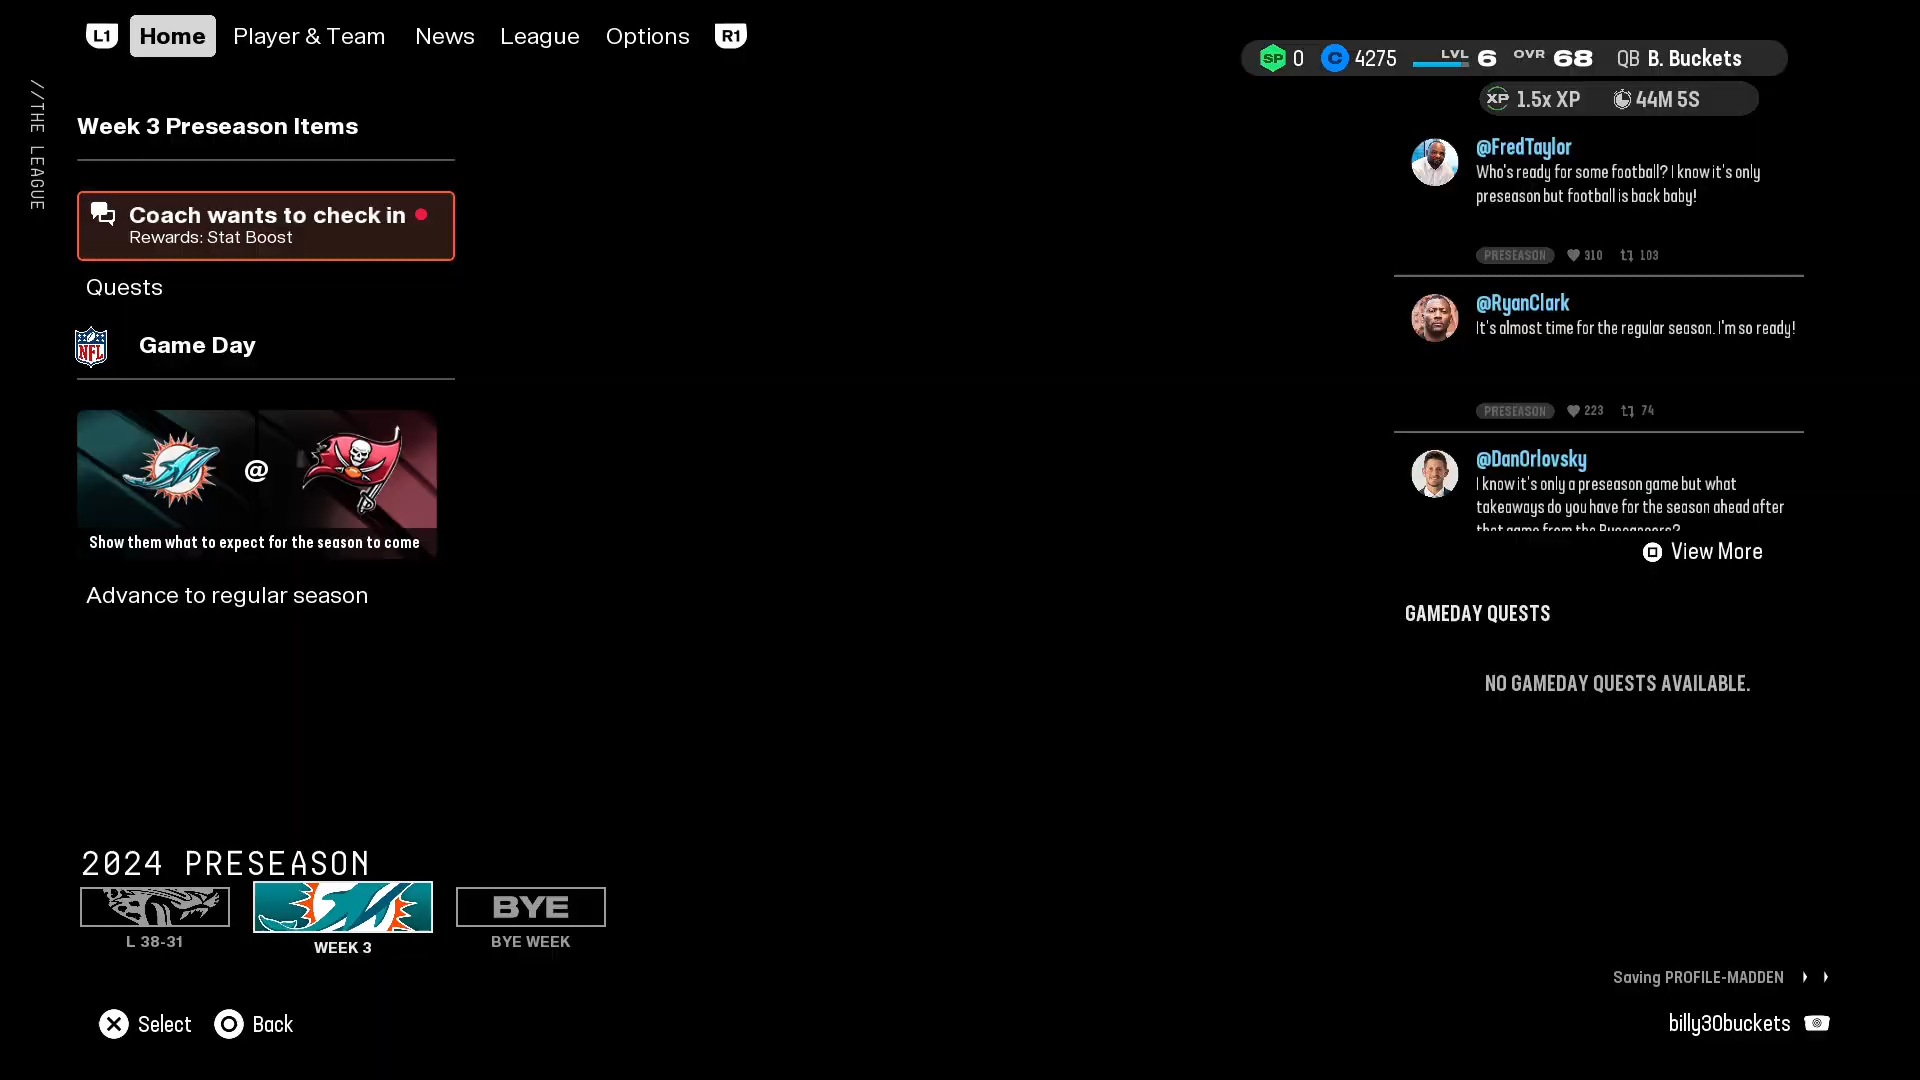 L1 Home Player & Team News League Options R1
SP 0 C 4275 LVL 6 OVR 68 QB B. Buckets
XP 1.5x XP 44M 5S
//THE LEAGUE
Week 3 Preseason Items
Coach wants to check in
Rewards: Stat Boost
Quests
NFL Game Day
@
Show them what to expect for the season to come
Advance to regular season
@FredTaylor
Who's ready for some football? I know it's only
preseason but football is back baby!
PRESEASON 310 103
@RyanClark
It's almost time for the regular season. I'm so ready!
PRESEASON 223 74
@DanOrlovsky
I know it's only a preseason game but what
takeaways do you have for the season ahead after
that game from the Buccaneers?
View More
GAMEDAY QUESTS
NO GAMEDAY QUESTS AVAILABLE.
2024 PRESEASON
BYE
L 38-31
WEEK 3
BYE WEEK
Saving PROFILE-MADDEN
Select Back
billy30buckets